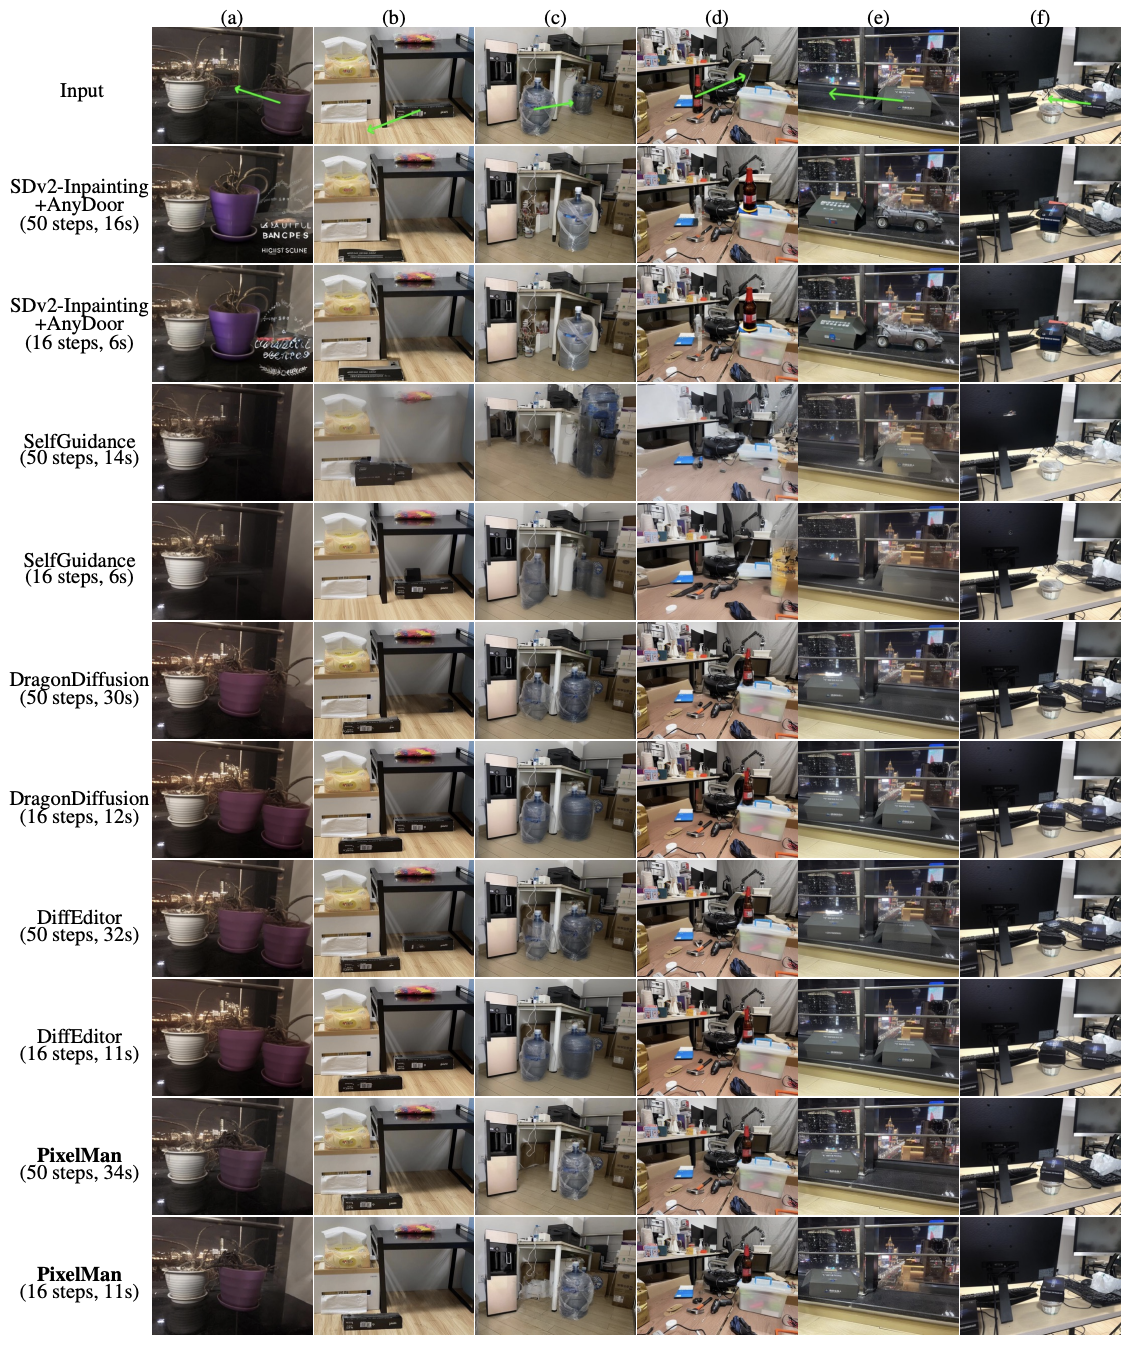 (a) (b) (c) (d) (e) (f)
Input
SDv2-Inpainting
+AnyDoor
(50 steps, 16s)
BANCPES
SDv2-Inpainting
+AnyDoor
(16 steps, 6s)
SelfGuidance
(50 steps, 14s)
SelfGuidance
(16 steps, 6s)
DragonDiffusion
(50 steps, 30s)
DragonDiffusion
(16 steps, 12s)
DiffEditor
(50 steps, 32s)
DiffEditor
(16 steps, 11s)
PixelMan
(50 steps, 34s)
PixelMan
(16 steps, 11s)